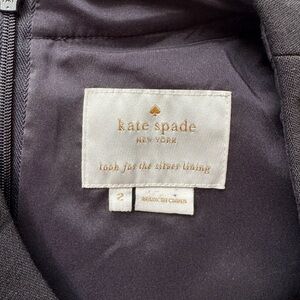 kate spade
NEW YORK
look for the silver lining
2
MADE IN CHINA